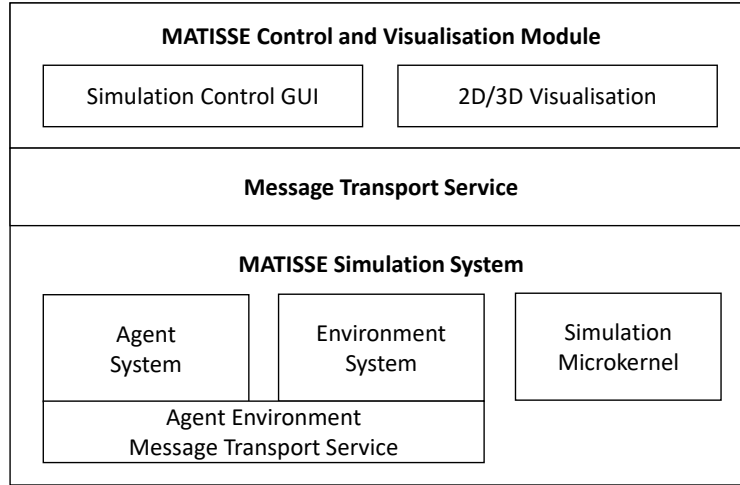 MATISSE Control and Visualisation Module
Simulation Control GUI
2D/3D Visualisation
Message Transport Service
MATISSE Simulation System
Agent
System
Environment
System
Simulation
Microkernel
Agent Environment
Message Transport Service